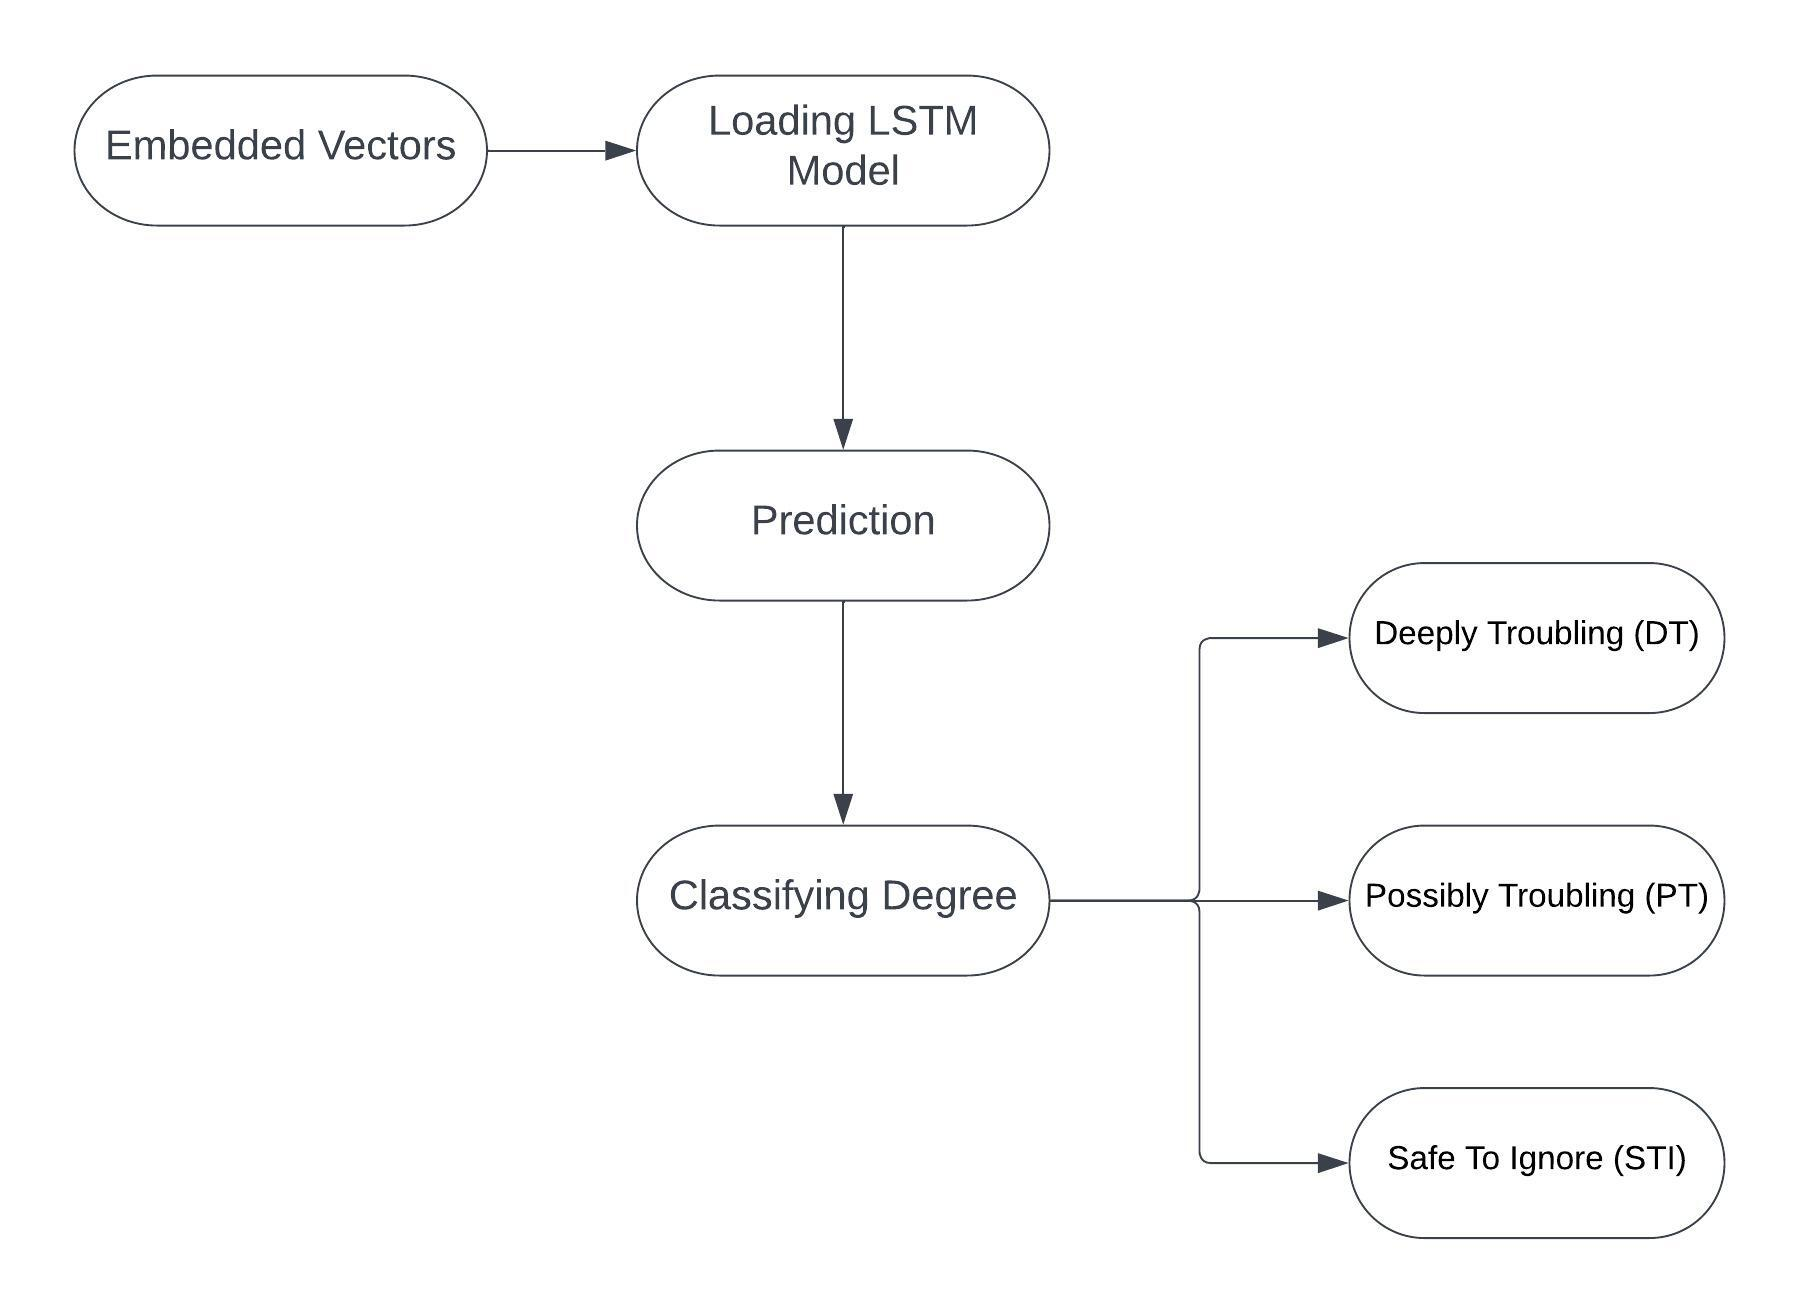 Embedded Vectors
Loading LSTM
Model
Prediction
Classifying Degree
Deeply Troubling (DT)
Possibly Troubling (PT)
Safe To Ignore (STI)